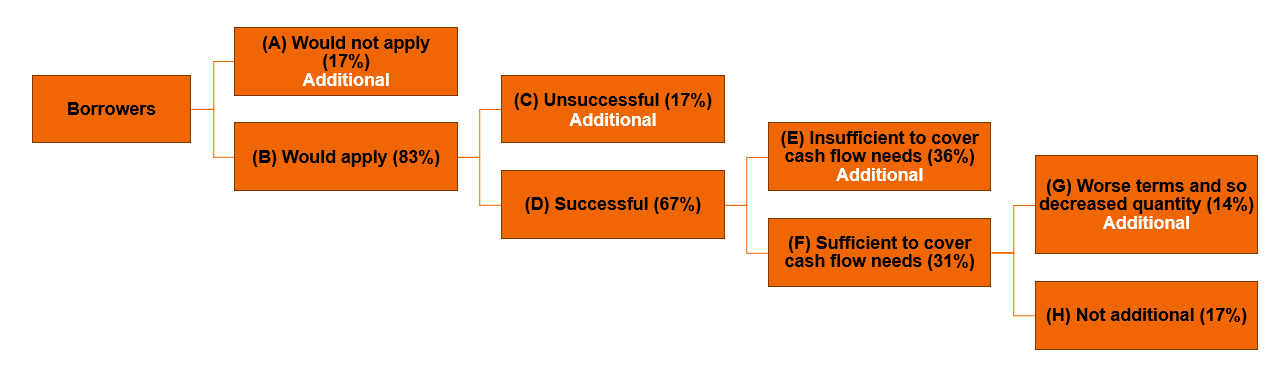 Borrowers
(A) Would not apply
(17%)
Additional
(B) Would apply (83%)
(C) Unsuccessful (17%)
Additional
(D) Successful (67%)
(E) Insufficient to cover
cash flow needs (36%)
Additional
(F) Sufficient to cover
cash flow needs (31%)
(G) Worse terms and so
decreased quantity (14%)
Additional
(H) Not additional (17%)